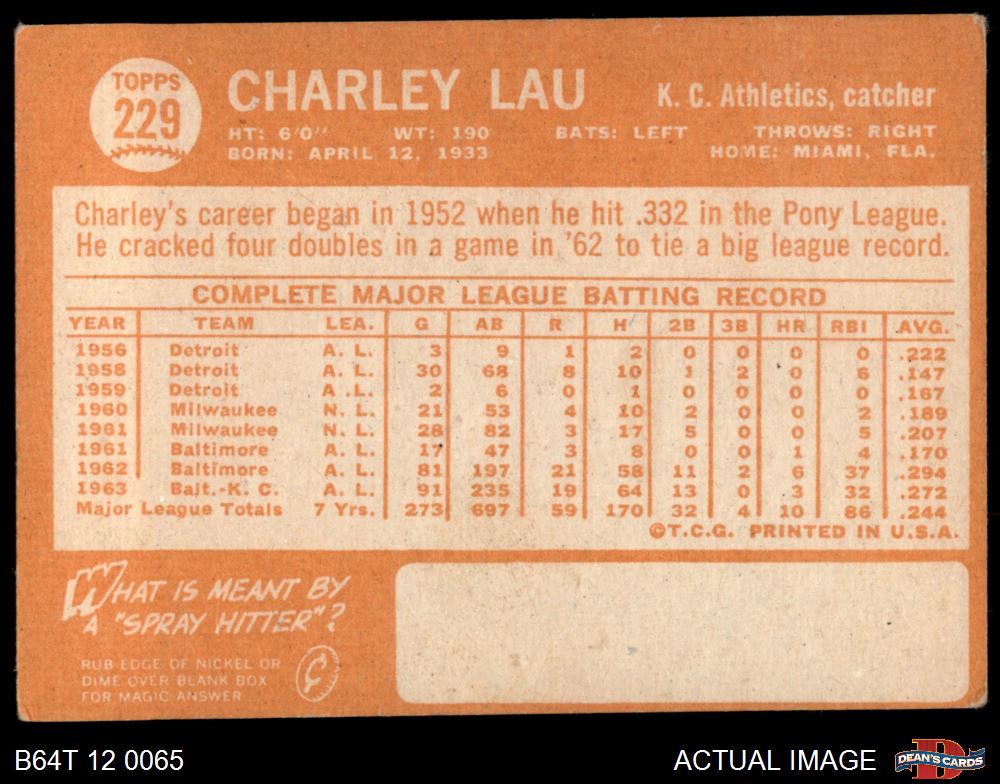 TOPPS
229
CHARLEY LAU
K. C. Athletics, catcher
HT: 6'0" WT: 190 BATS: LEFT THROWS: RIGHT
BORN: APRIL 12, 1933 HOME: MIAMI, FLA.
Charley's career began in 1952 when he hit .332 in the Pony League.
He cracked four doubles in a game in '62 to tie a big league record.
COMPLETE MAJOR LEAGUE BATTING RECORD
YEAR TEAM LEA. G AB R H 2B 3B HR RBI AVG.
1956 Detroit A. L. 3 9 1 2 0 0 0 0 .222
1958 Detroit A. L. 30 68 8 10 1 2 0 6 .147
1959 Detroit A .L. 2 6 0 1 0 0 0 0 .167
1960 Milwaukee N. L. 21 53 4 10 2 0 0 2 .189
1961 Milwaukee N. L. 28 82 3 17 5 0 0 5 .207
1961 Baltimore A. L. 17 47 3 8 0 0 1 4 .170
1962 Baltimore A. L. 81 197 21 58 11 2 6 37 .294
1963 Balt.-K. C. A. L. 91 235 19 64 13 0 3 32 .272
Major League Totals 7 Yrs. 273 697 59 170 32 4 10 86 .244
©T.C.G. PRINTED IN U.S.A.
WHAT IS MEANT BY
A "SPRAY HITTER"?
RUB EDGE OF NICKEL OR
DIME OVER BLANK BOX
FOR MAGIC ANSWER
B64T 12 0065
ACTUAL IMAGE
DEAN'S CARDS